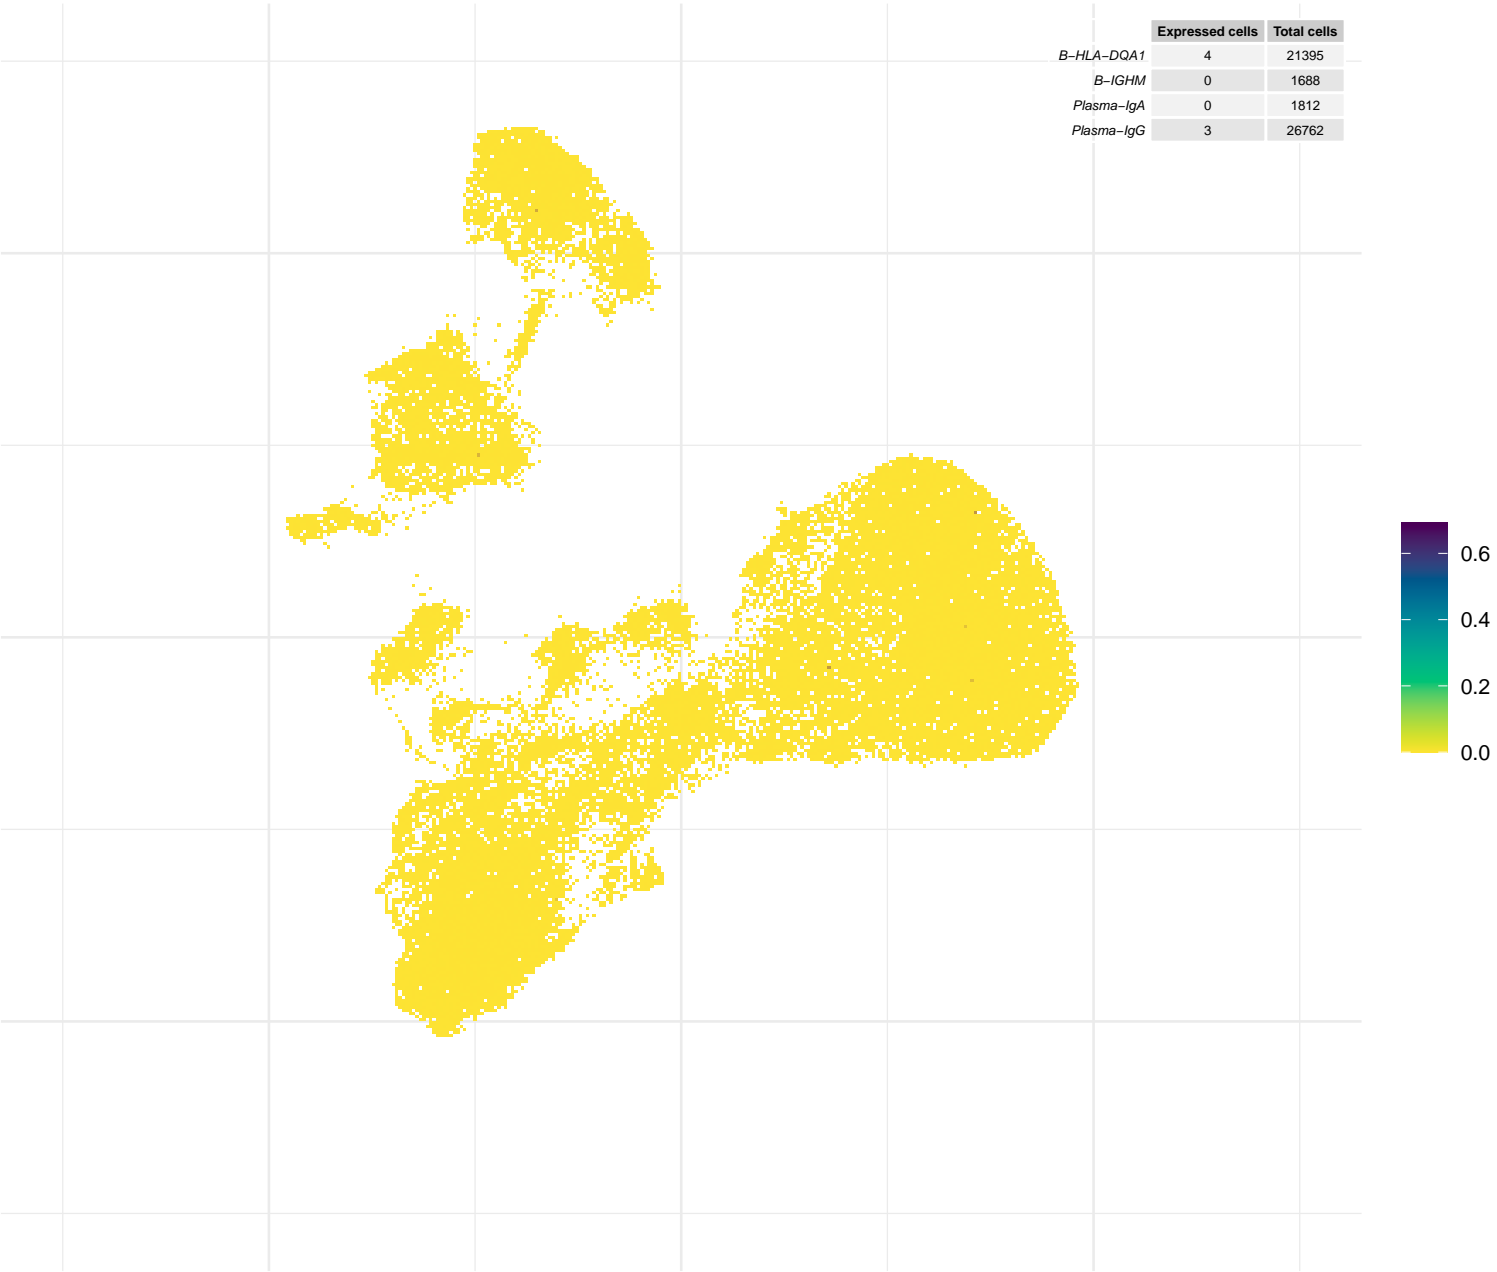 Expressed cells Total cells
B−HLA−DQA1 4 21395
B−IGHM 0 1688
Plasma−IgA 0 1812
Plasma−IgG 3 26762
0.6
0.4
0.2
0.0